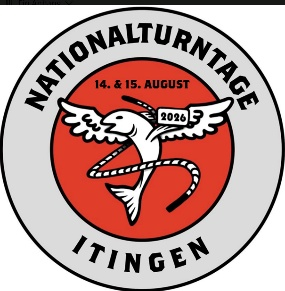 NATIONALTURNTAGE
14. & 15. AUGUST
2026
ITINGEN